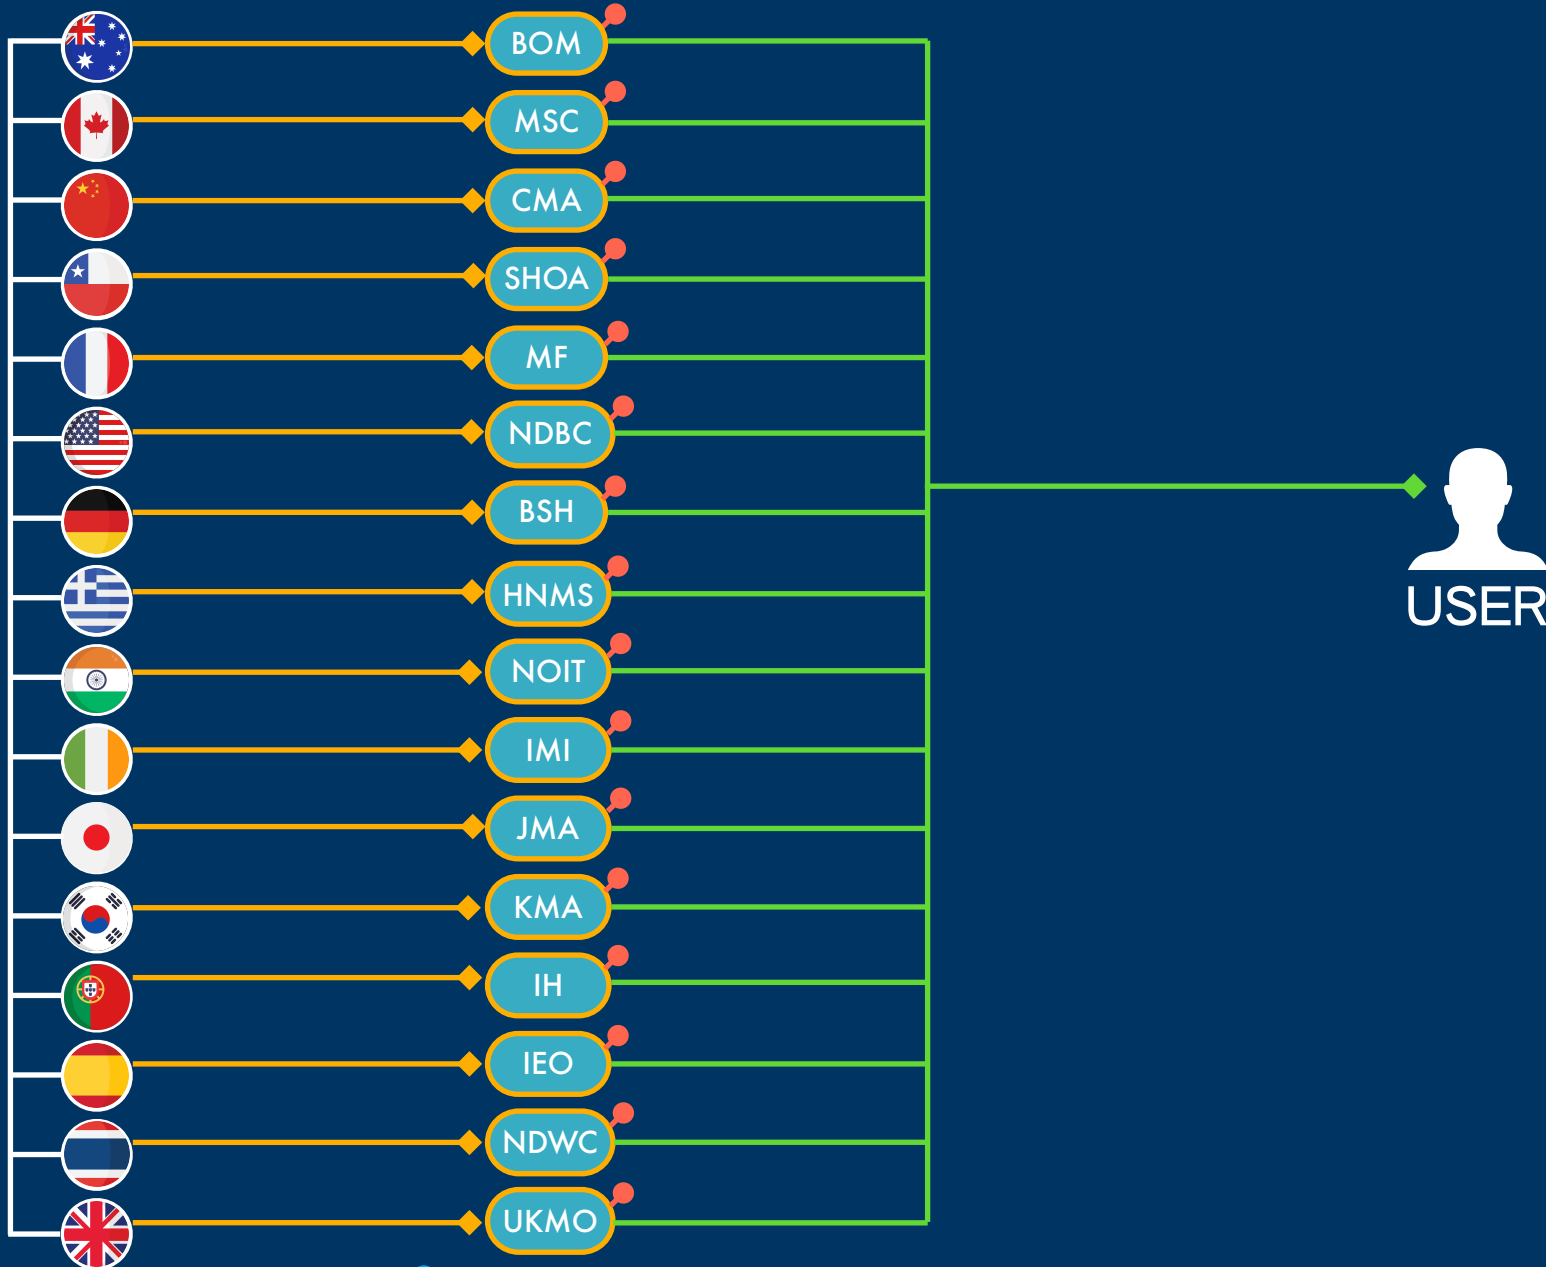 BOM
MSC
CMA
SHOA
MF
NDBC
BSH
HNMS
NOIT
IMI
JMA
KMA
IH
IEO
NDWC
UKMO
USER